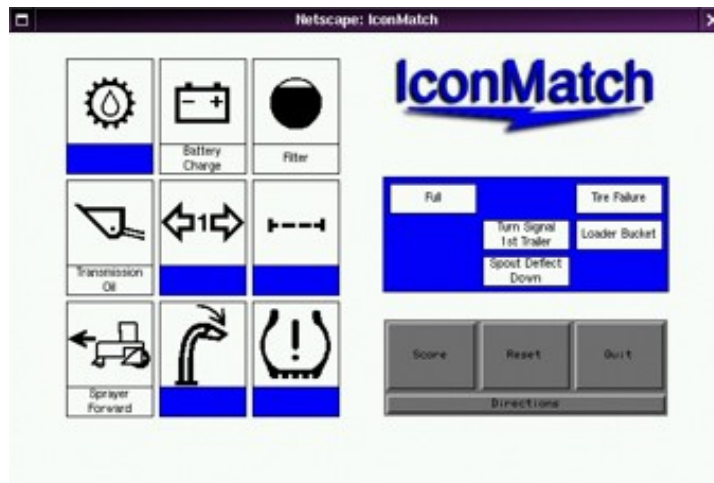 Netscape: IconMatch
IconMatch
Battery
Charge
Filter
- +
1
Transmission
Oil
!
Sprayer
Forward
Full
Tire Failure
Turn Signal
1st Trailer
Loader Bucket
Spout Deflect
Down
Score
Reset
Quit
Directions